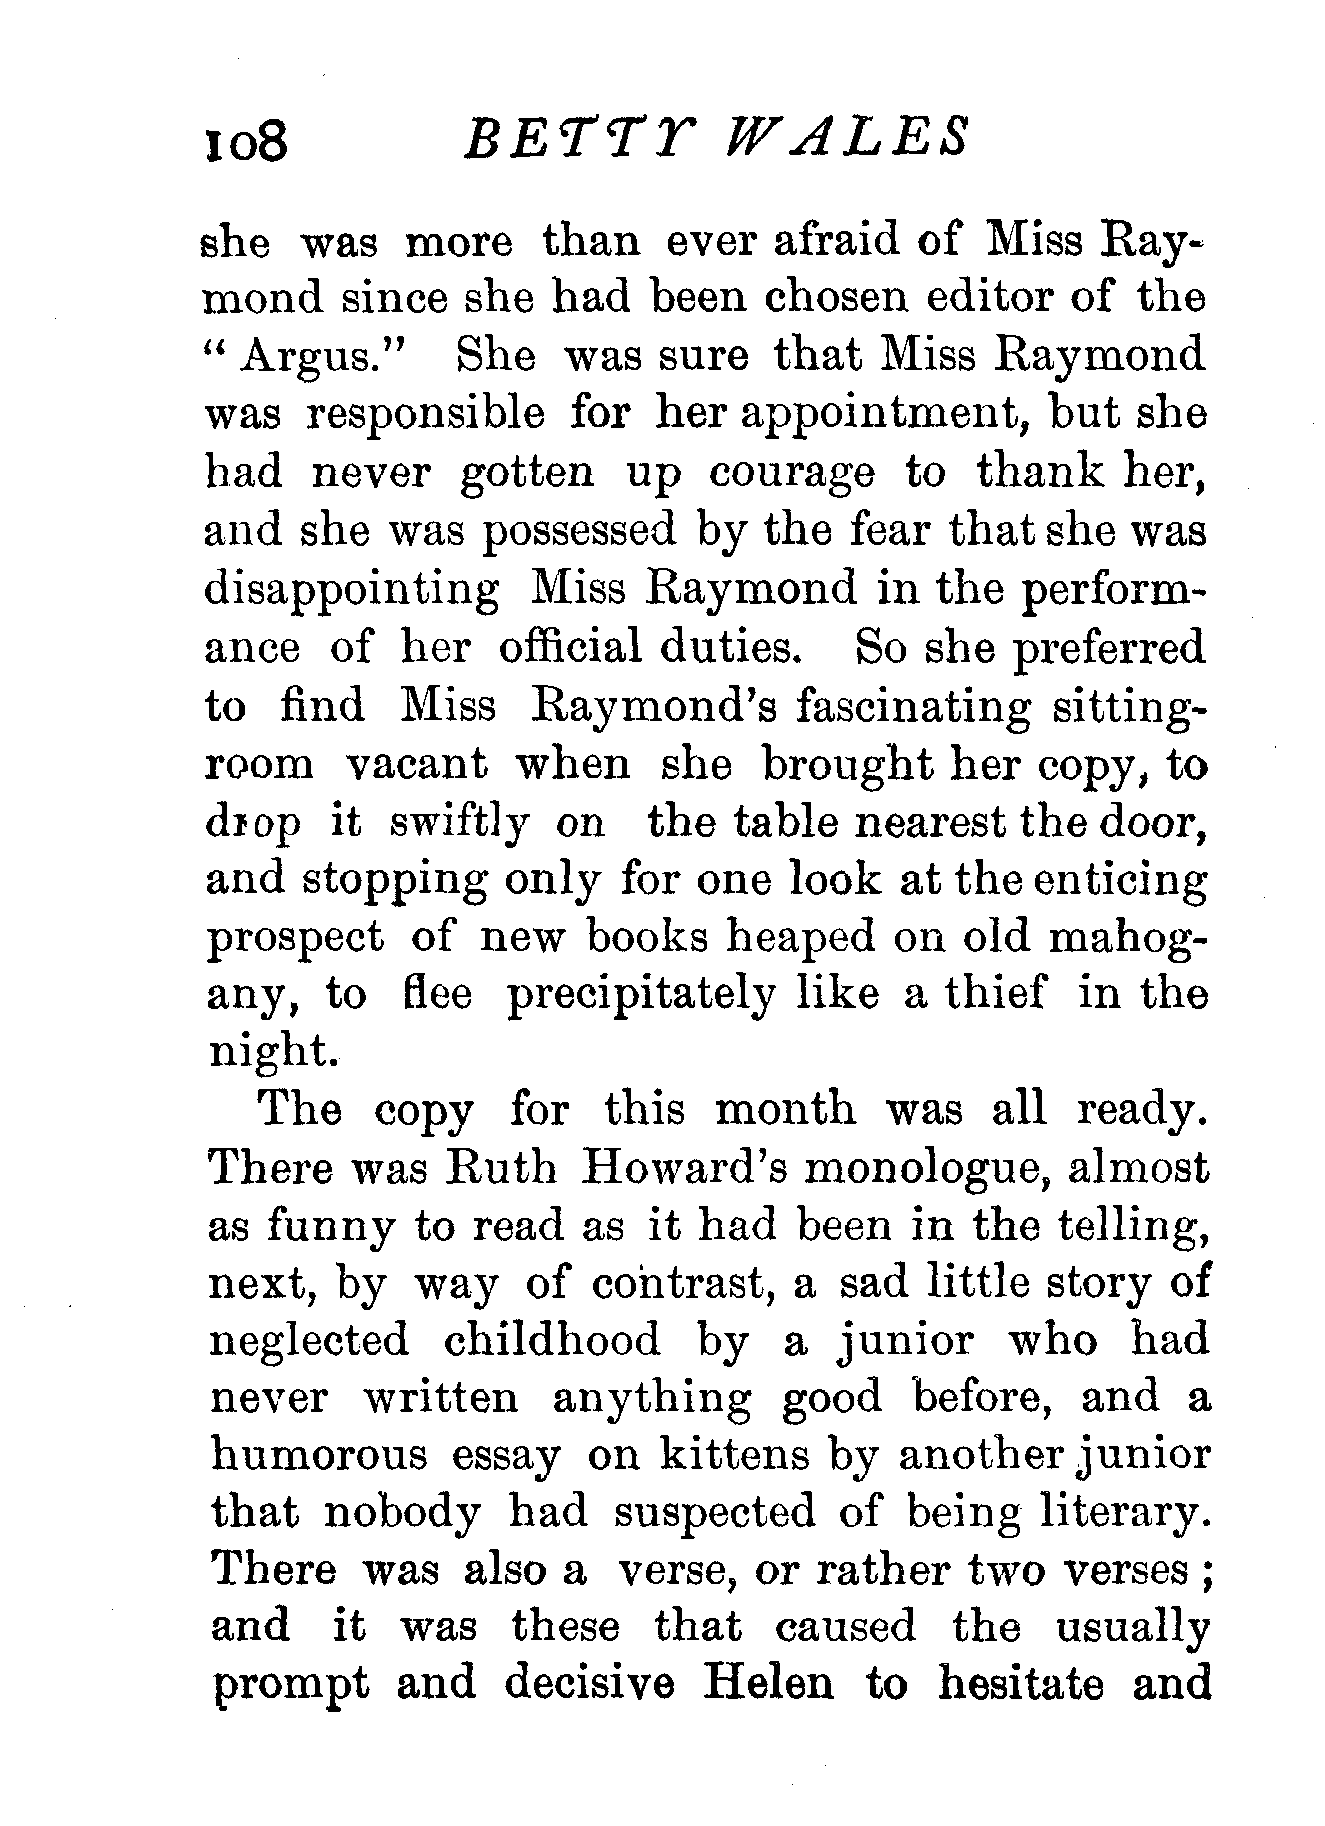 108 BETTY WALES
she was more than ever afraid of Miss Ray-
mond since she had been chosen editor of the
“ Argus.” She was sure that Miss Raymond
was responsible for her appointment, but she
had never gotten up courage to thank her,
and she was possessed by the fear that she was
disappointing Miss Raymond in the perform-
ance of her official duties. So she preferred
to find Miss Raymond’s fascinating sitting-
room vacant when she brought her copy, to
drop it swiftly on the table nearest the door,
and stopping only for one look at the enticing
prospect of new books heaped on old mahog-
any, to flee precipitately like a thief in the
night.
The copy for this month was all ready.
There was Ruth Howard’s monologue, almost
as funny to read as it had been in the telling,
next, by way of contrast, a sad little story of
neglected childhood by a junior who had
never written anything good before, and a
humorous essay on kittens by another junior
that nobody had suspected of being literary.
There was also a verse, or rather two verses ;
and it was these that caused the usually
prompt and decisive Helen to hesitate and